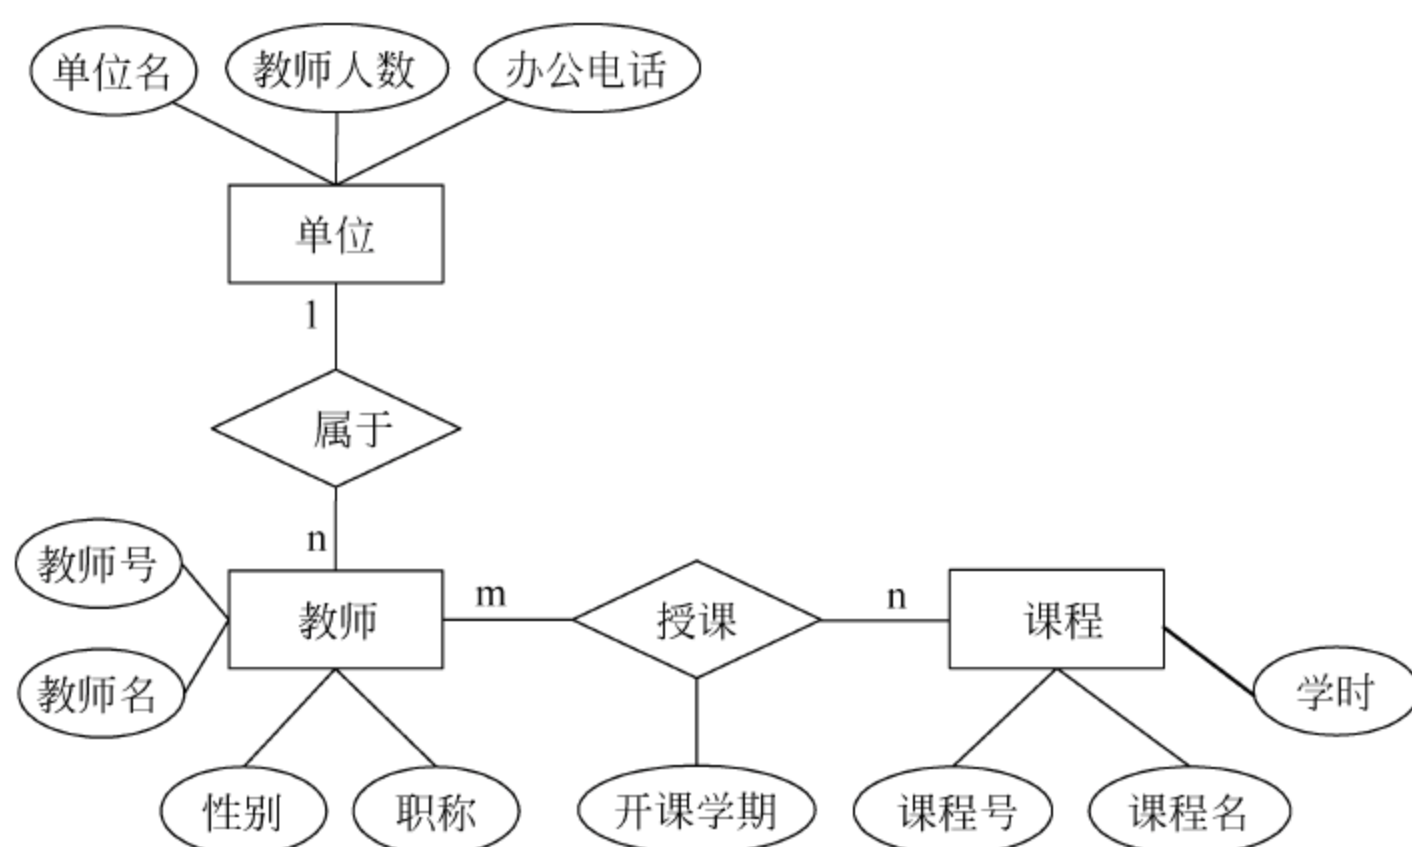 单位名 教师人数 办公电话
单位
1
属于
n
教师号
教师 m 授课 n 课程
教师名 学时
性别 职称 开课学期 课程号 课程名